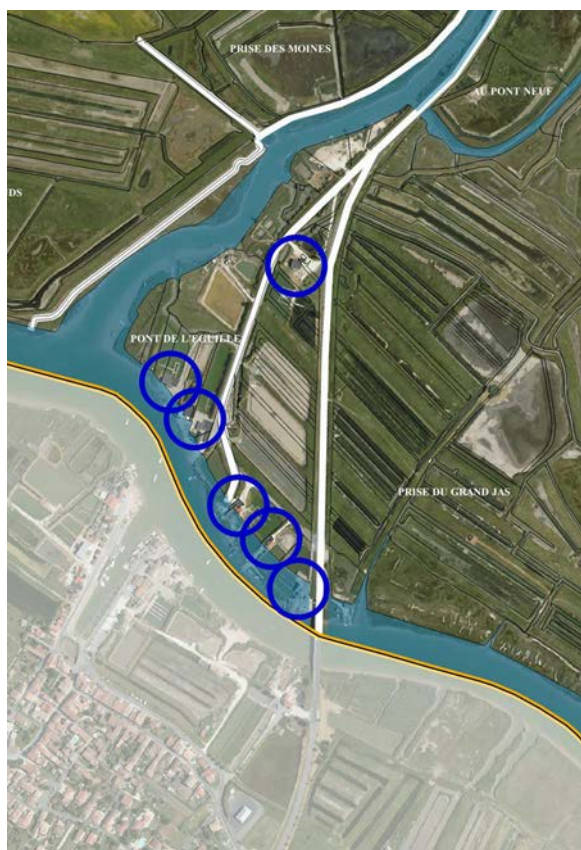 PRISE DES MOINES
AU PONT NEUF
DS
PONT DE L'EGUILLE
PRISE DU GRAND JAS